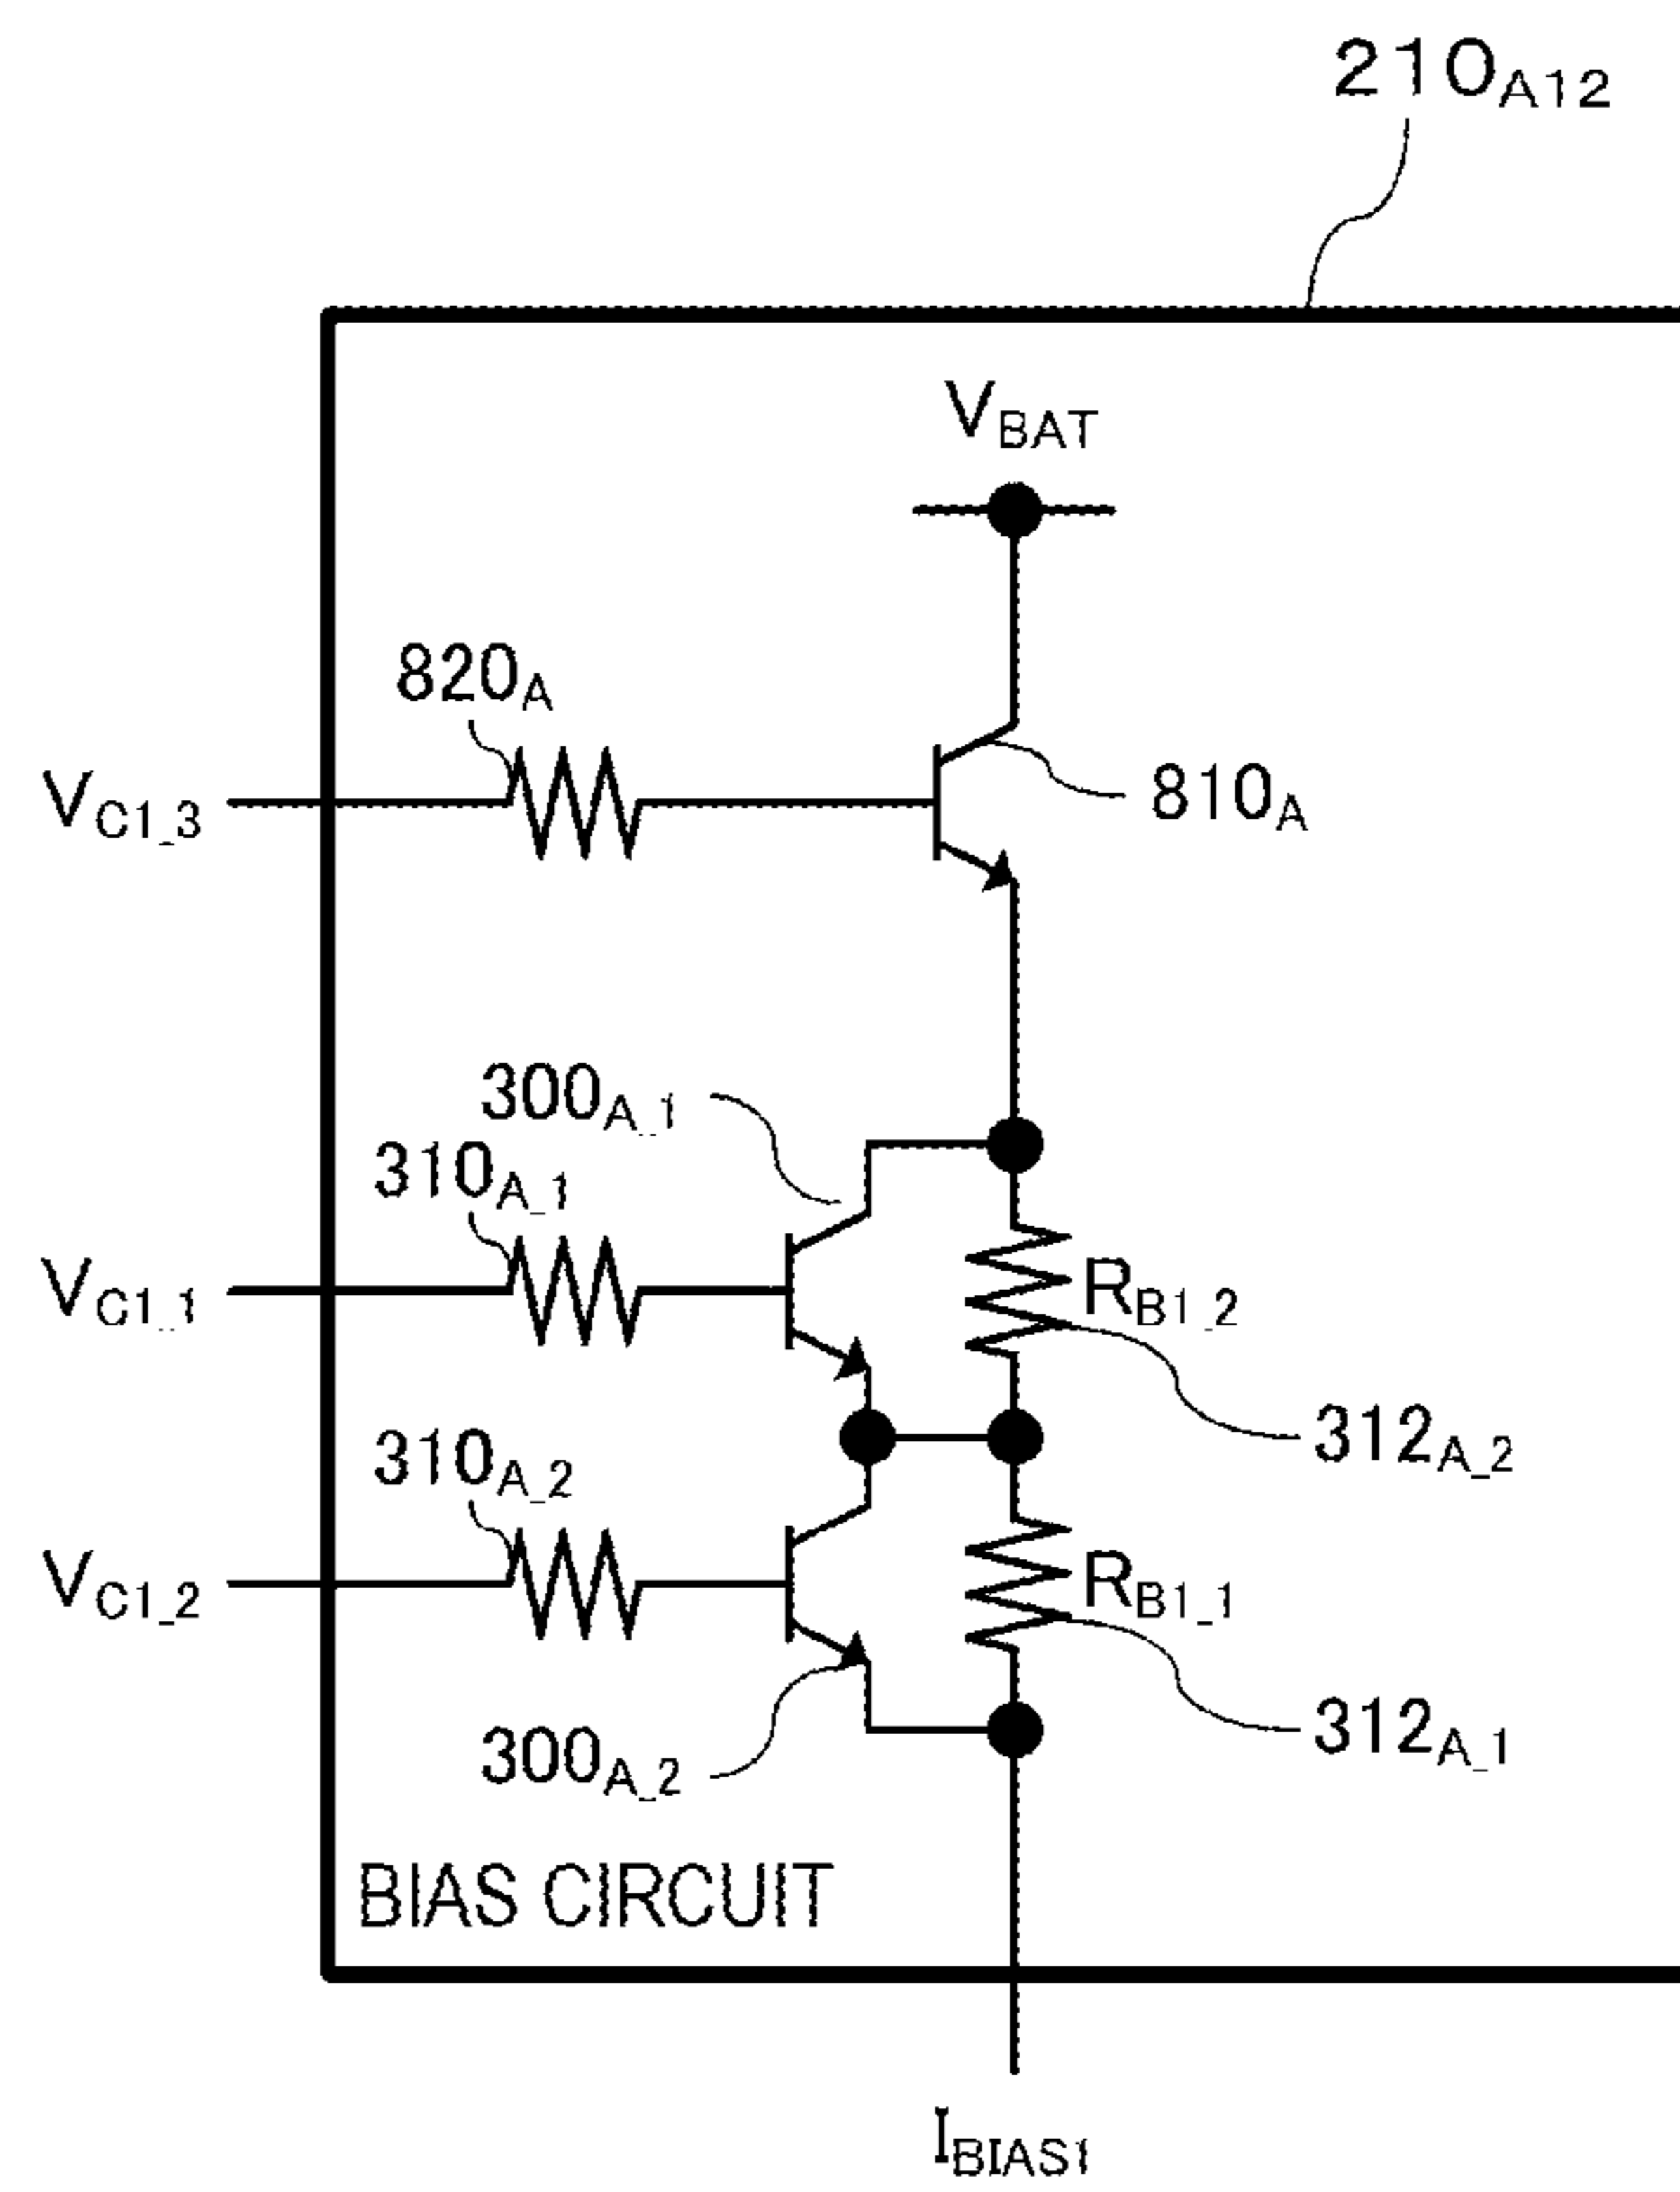 210A12
VBAT
820A
VC1_3
810A
300A_1
310A_1
VC1_1
RB1_2
312A_2
310A_2
VC1_2
RB1_1
312A_1
300A_2
BIAS CIRCUIT
IBIAS1